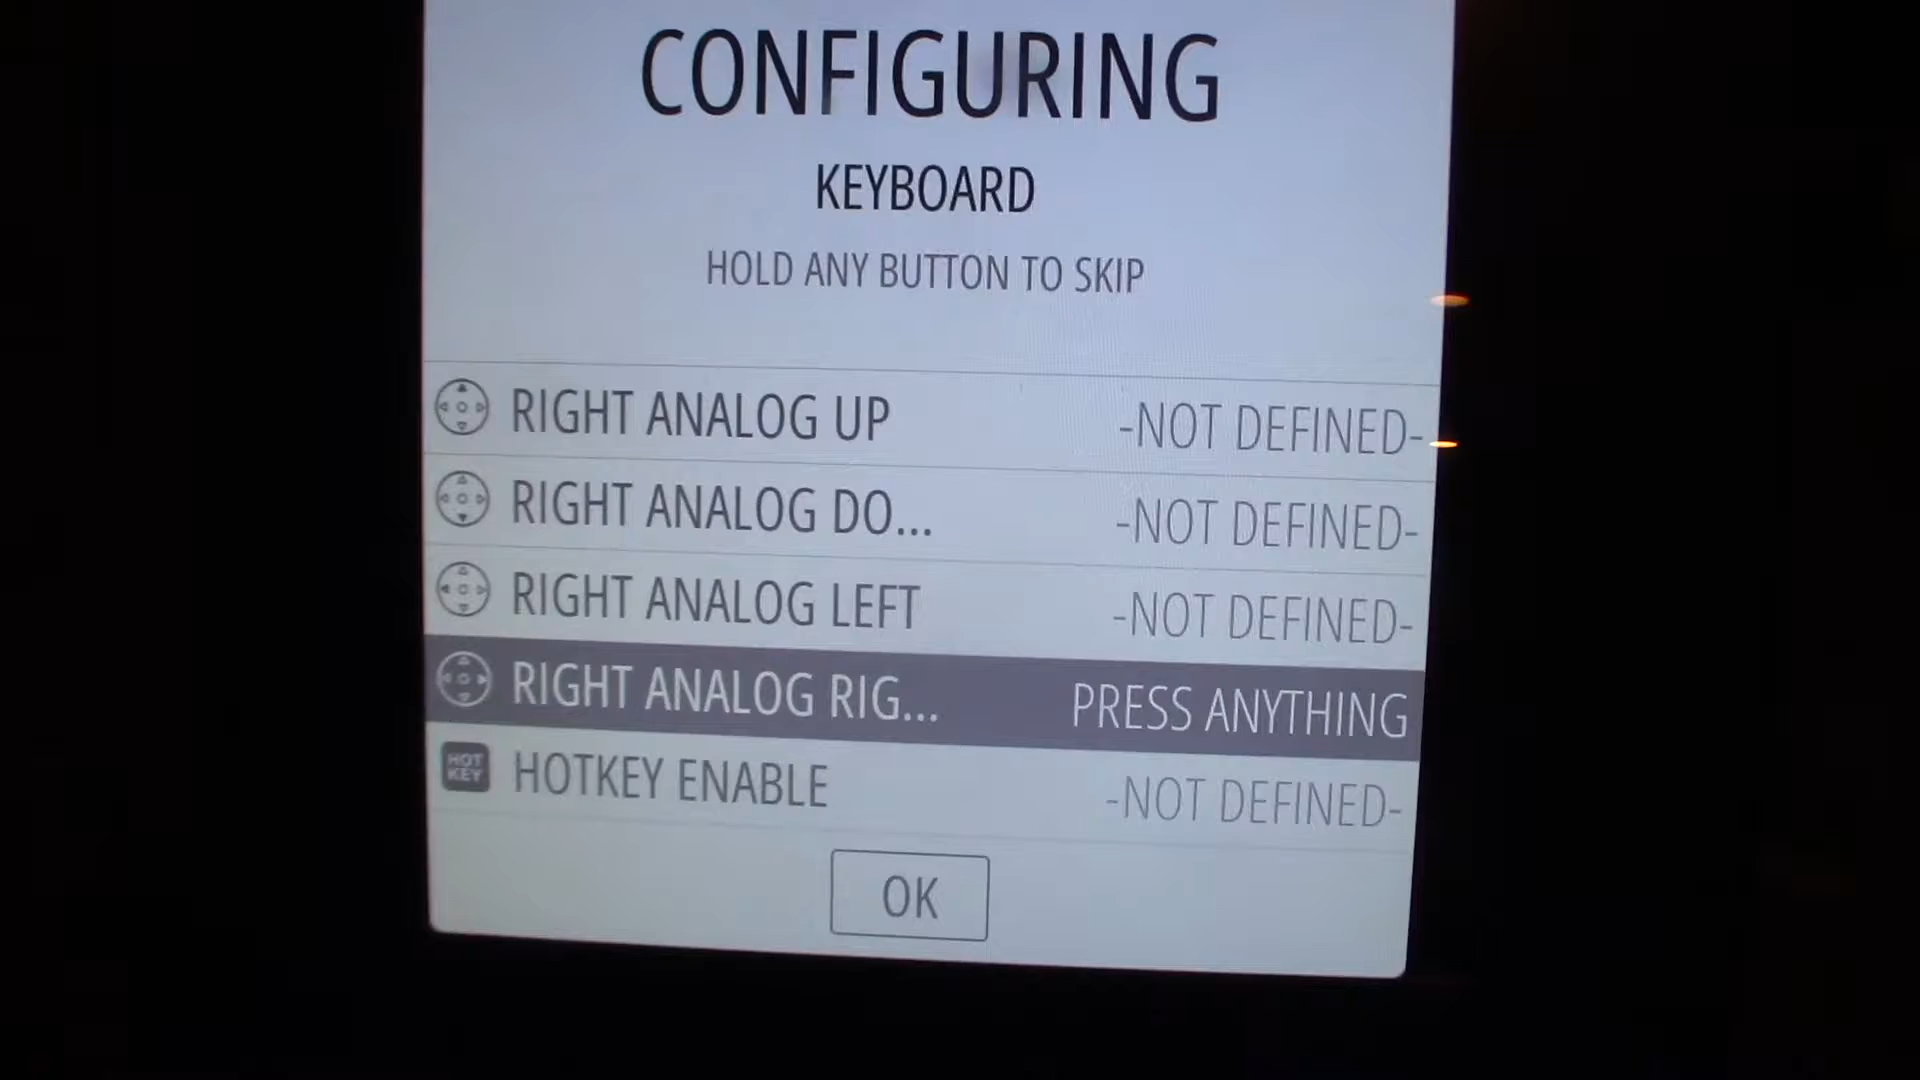 CONFIGURING
KEYBOARD
HOLD ANY BUTTON TO SKIP
RIGHT ANALOG UP -NOT DEFINED-
RIGHT ANALOG DO... -NOT DEFINED-
RIGHT ANALOG LEFT -NOT DEFINED-
RIGHT ANALOG RIG... PRESS ANYTHING
HOT KEY HOTKEY ENABLE -NOT DEFINED-
OK